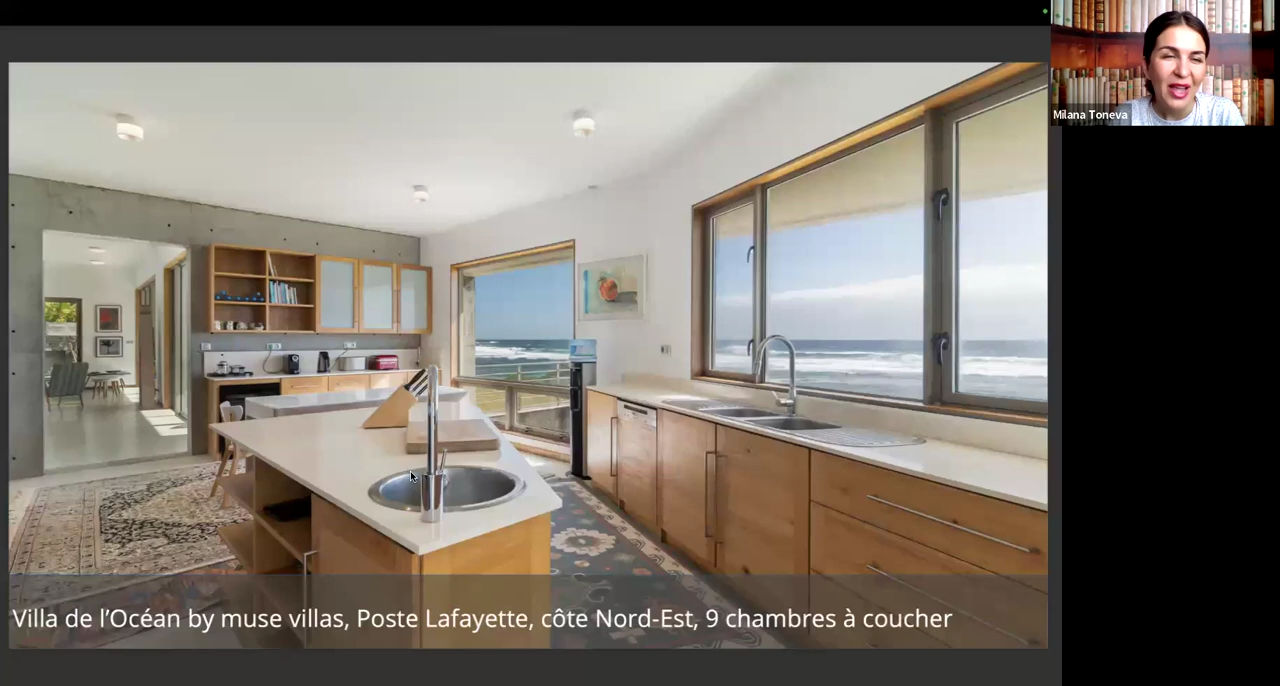 Milana Toneva
Villa de l’Océan by muse villas, Poste Lafayette, côte Nord-Est, 9 chambres à coucher